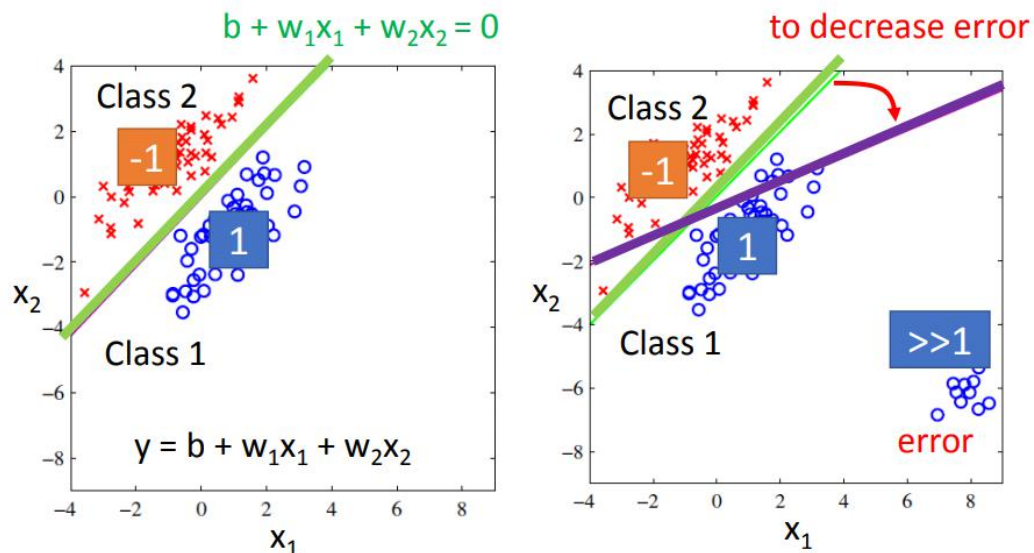 b + w₁x₁ + w₂x₂ = 0
4
2
0
−2
−4
−6
−8
−4 −2 0 2 4 6 8
x₂
x₁
Class 2
-1
1
Class 1
y = b + w₁x₁ + w₂x₂
to decrease error
4
2
0
−2
−4
−6
−8
−4 −2 0 2 4 6 8
x₂
x₁
Class 2
-1
1
Class 1
>>1
error